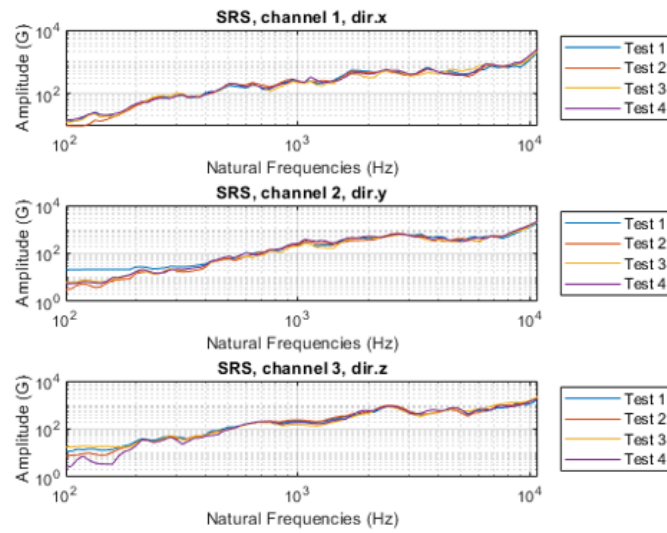 SRS, channel 1, dir.x
Amplitude (G)
10^4
10^2
10^2
10^3
10^4
Natural Frequencies (Hz)
Test 1
Test 2
Test 3
Test 4
SRS, channel 2, dir.y
Amplitude (G)
10^4
10^2
10^0
10^2
10^3
10^4
Natural Frequencies (Hz)
Test 1
Test 2
Test 3
Test 4
SRS, channel 3, dir.z
Amplitude (G)
10^4
10^2
10^0
10^2
10^3
10^4
Natural Frequencies (Hz)
Test 1
Test 2
Test 3
Test 4